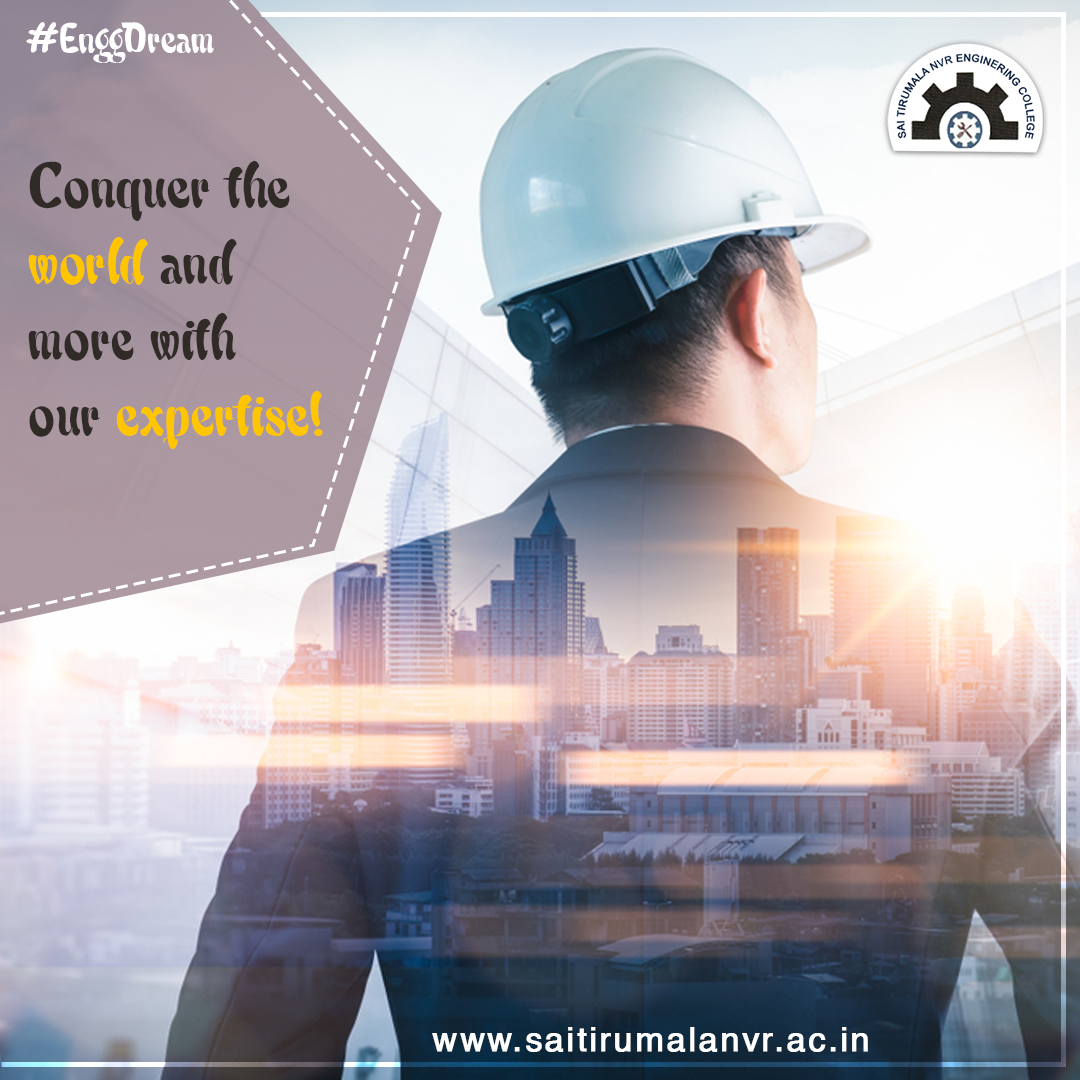 #EnggDream
SAI TIRUMALA NVR ENGINERING COLLEGE
Conquer the
world and
more with
our expertise!
www.saitirumalanvr.ac.in